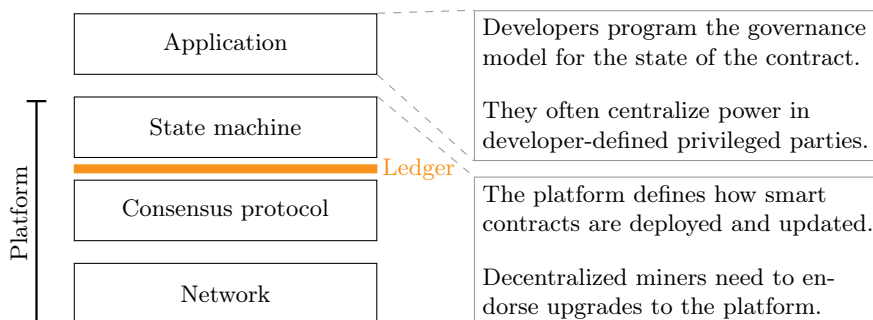 Application
State machine
Ledger
Consensus protocol
Network
Platform
Developers program the governance
model for the state of the contract.
They often centralize power in
developer-defined privileged parties.
The platform defines how smart
contracts are deployed and updated.
Decentralized miners need to en-
dorse upgrades to the platform.